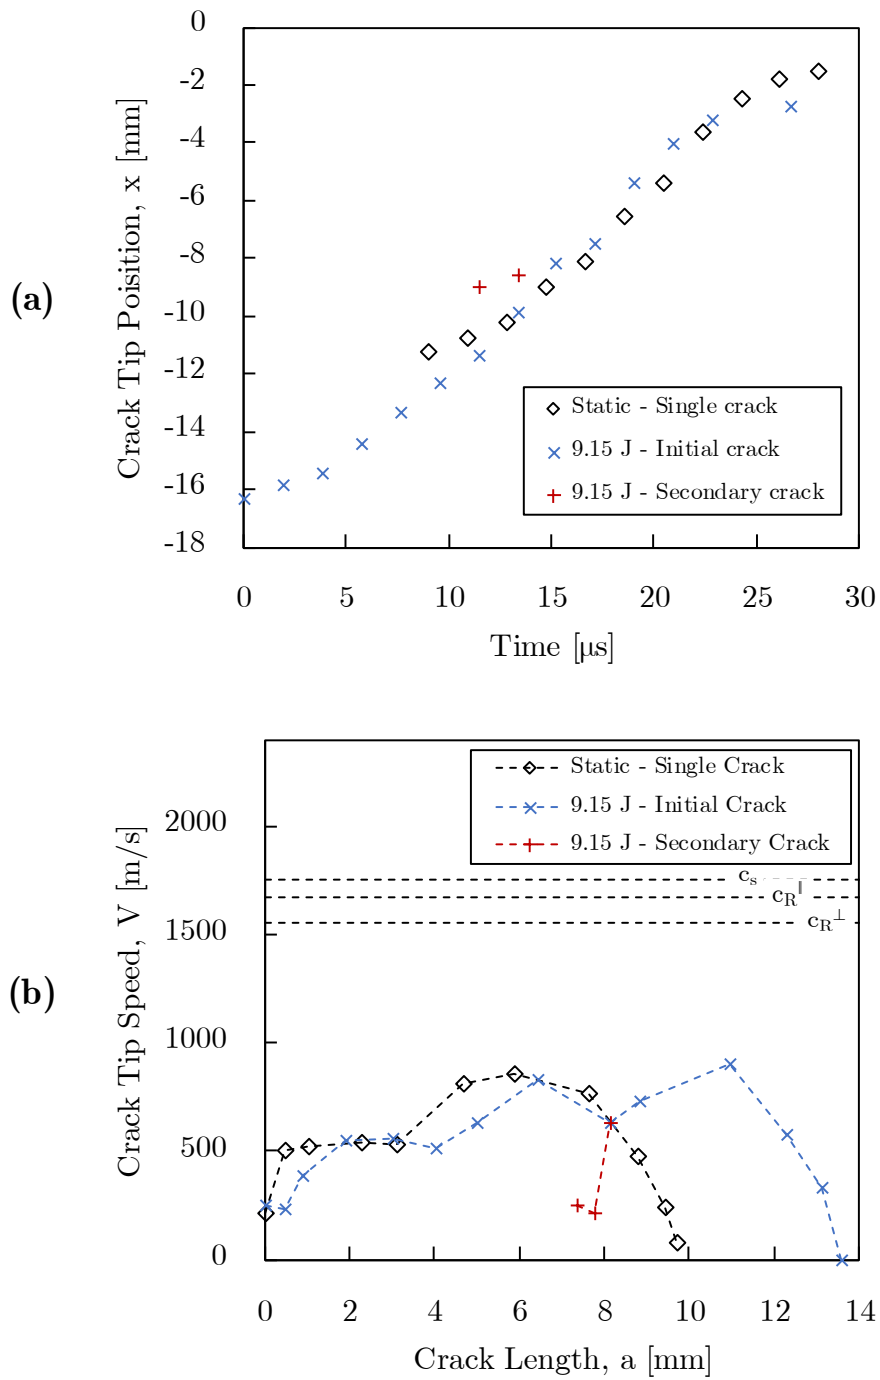 (a)
Crack Tip Poisition, x [mm]
0
-2
-4
-6
-8
-10
-12
-14
-16
-18
Static - Single crack
9.15 J - Initial crack
9.15 J - Secondary crack
0 5 10 15 20 25 30
Time [μs]
(b)
Crack Tip Speed, V [m/s]
2000
1500
1000
500
0
Static - Single Crack
9.15 J - Initial Crack
9.15 J - Secondary Crack
c_s
c_R^∥
c_R^⊥
0 2 4 6 8 10 12 14
Crack Length, a [mm]